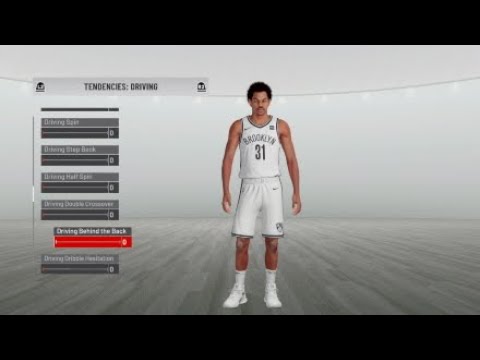 TENDENCIES: DRIVING
Driving Spin
0
Driving Step Back
0
Driving Half Spin
0
Driving Double Crossover
0
Driving Behind the Back
0
Driving Dribble Hesitation
0
BROOKLYN
31